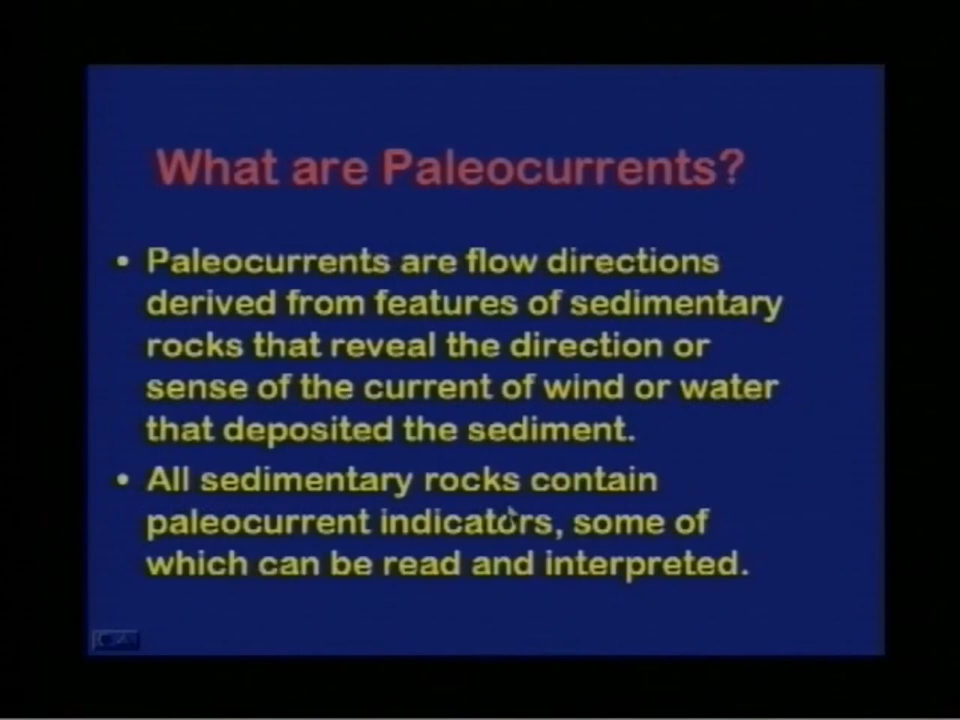 What are Paleocurrents?
• Paleocurrents are flow directions
derived from features of sedimentary
rocks that reveal the direction or
sense of the current of wind or water
that deposited the sediment.
• All sedimentary rocks contain
paleocurrent indicators, some of
which can be read and interpreted.